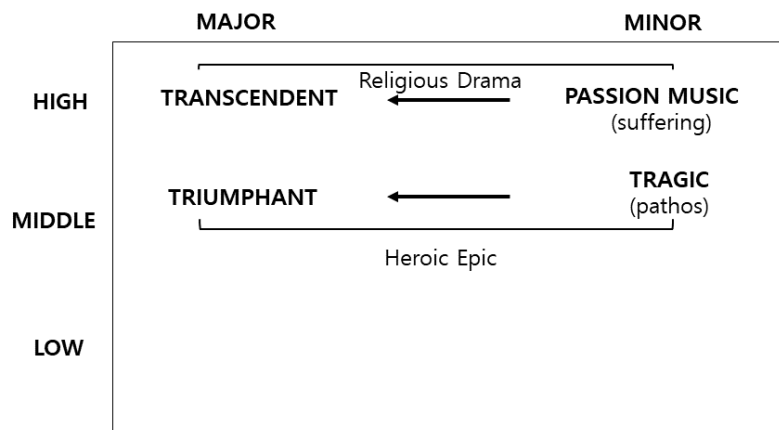 MAJOR MINOR
Religious Drama
HIGH TRANSCENDENT PASSION MUSIC
(suffering)
TRAGIC
MIDDLE TRIUMPHANT (pathos)
Heroic Epic
LOW